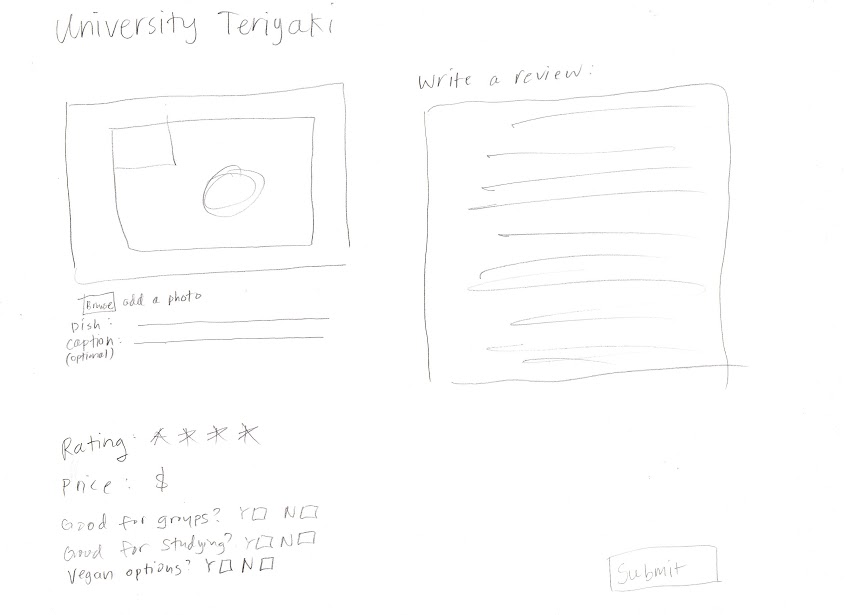 University Teriyaki
Write a review:
Browse add a photo
Dish:
Caption:
(optional)
Rating: * * * *
Price: $
Good for groups? Y N
Good for studying? Y N
Vegan options? Y N
Submit